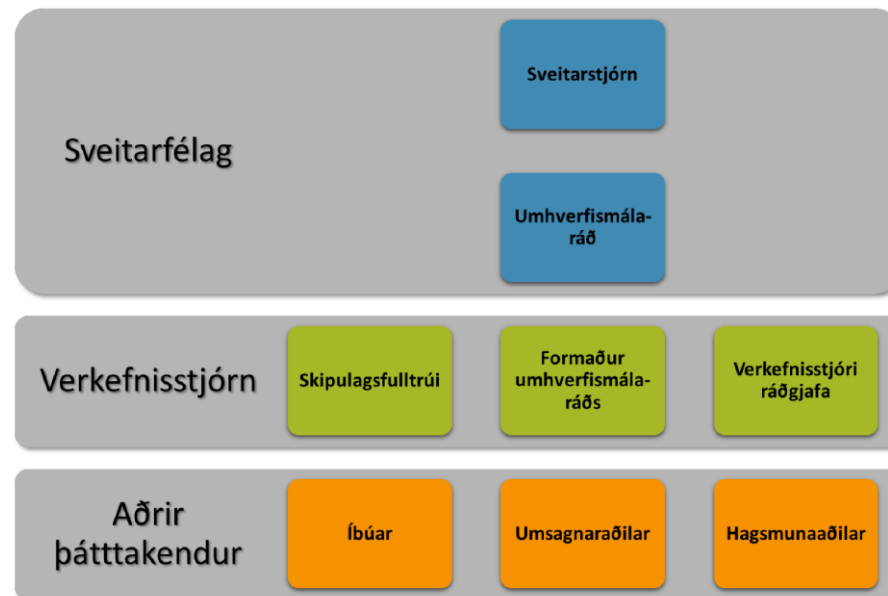 Sveitarfélag
Sveitarstjórn
Umhverfismála-
ráð
Verkefnisstjórn
Skipulagsfulltrúi
Formaður
umhverfismála-
ráðs
Verkefnisstjóri
ráðgjafa
Aðrir
þátttakendur
Íbúar
Umsagnaraðilar
Hagsmunaaðilar